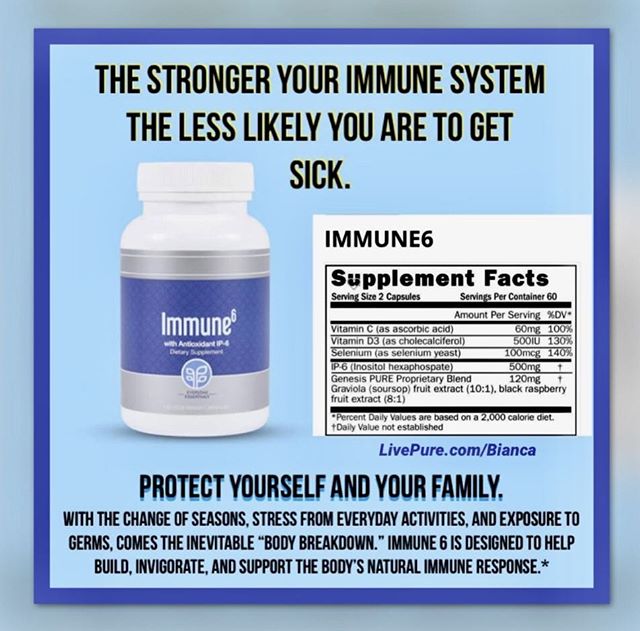 THE STRONGER YOUR IMMUNE SYSTEM
THE LESS LIKELY YOU ARE TO GET
SICK.
Immune6
with Antioxidant IP-6
Dietary Supplement
EVERYDAY
ESSENTIALS
IMMUNE6
Supplement Facts
Serving Size 2 Capsules Servings Per Container 60
Amount Per Serving %DV*
Vitamin C (as ascorbic acid) 60mg 100%
Vitamin D3 (as cholecalciferol) 500IU 130%
Selenium (as selenium yeast) 100mcg 140%
IP-6 (Inositol hexaphospate) 500mg †
Genesis PURE Proprietary Blend 120mg †
Graviola (soursop) fruit extract (10:1), black raspberry
fruit extract (8:1)
*Percent Daily Values are based on a 2,000 calorie diet.
†Daily Value not established
LivePure.com/Bianca
PROTECT YOURSELF AND YOUR FAMILY.
WITH THE CHANGE OF SEASONS, STRESS FROM EVERYDAY ACTIVITIES, AND EXPOSURE TO
GERMS, COMES THE INEVITABLE “BODY BREAKDOWN.” IMMUNE 6 IS DESIGNED TO HELP
BUILD, INVIGORATE, AND SUPPORT THE BODY'S NATURAL IMMUNE RESPONSE.*